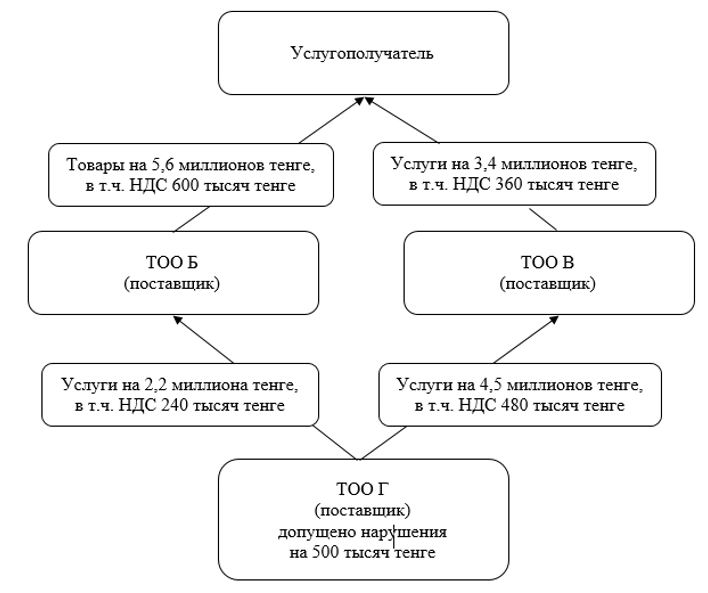 Услугополучатель
Товары на 5,6 миллионов тенге,
в т.ч. НДС 600 тысяч тенге
Услуги на 3,4 миллионов тенге,
в т.ч. НДС 360 тысяч тенге
ТОО Б
(поставщик)
ТОО В
(поставщик)
Услуги на 2,2 миллиона тенге,
в т.ч. НДС 240 тысяч тенге
Услуги на 4,5 миллионов тенге,
в т.ч. НДС 480 тысяч тенге
ТОО Г
(поставщик)
допущено нарушения
на 500 тысяч тенге